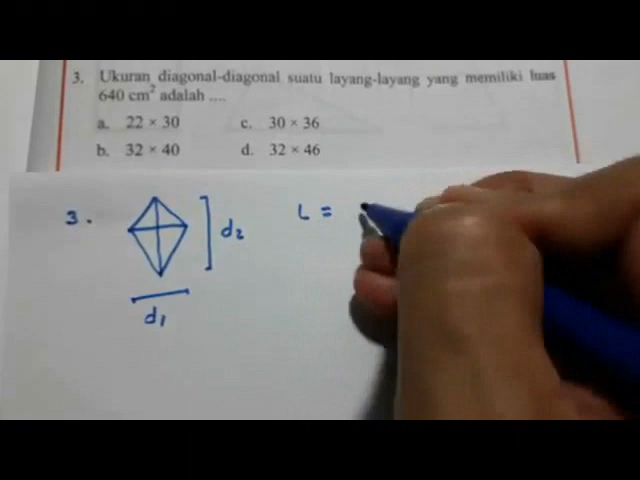 3. Ukuran diagonal-diagonal suatu layang-layang yang memiliki luas
640 cm² adalah ....
a. 22 × 30 c. 30 × 36
b. 32 × 40 d. 32 × 46
3. d₂ L =
d₁